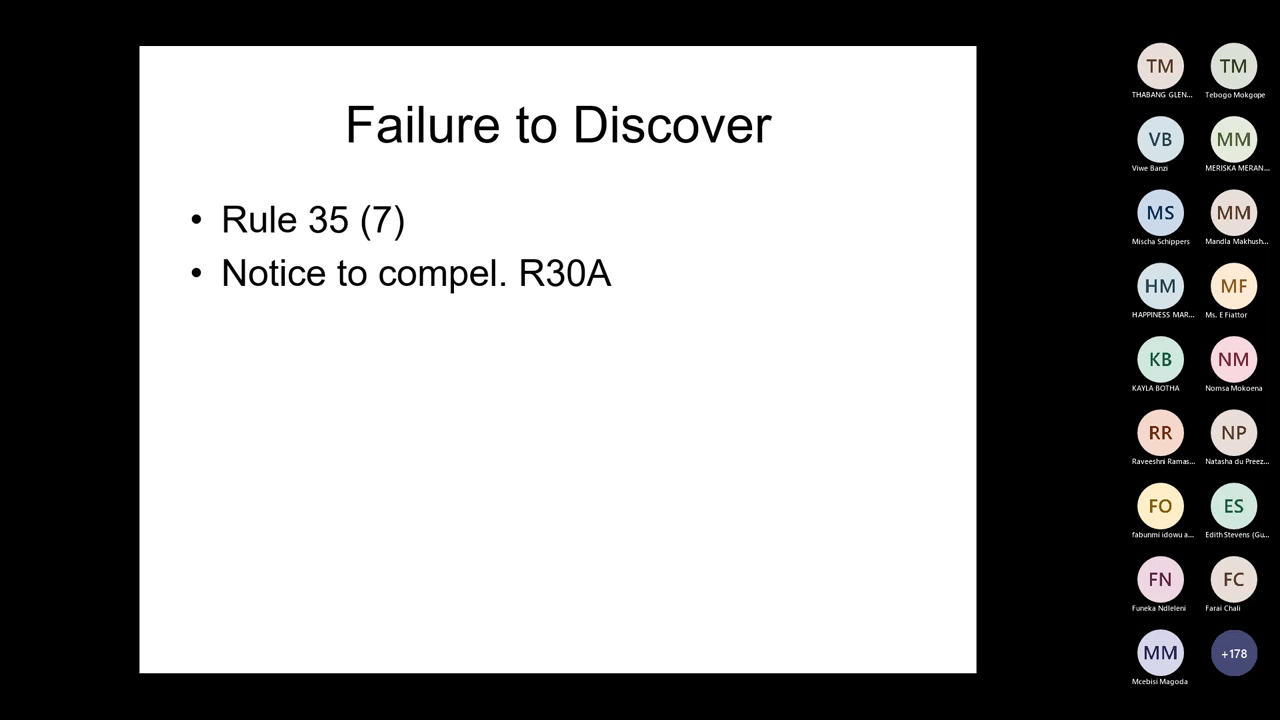 Failure to Discover
• Rule 35 (7)
• Notice to compel. R30A
TM TM
THABANG GLEN... Tebogo Mokgope
VB MM
Viwe Banzi MERISKA MERAN...
MS MM
Mischa Schippers Mandla Makhush...
HM MF
HAPPINESS MAR... Ms. E Fiattor
KB NM
KAYLA BOTHA Nomsa Mokoena
RR NP
Raveeshni Ramas... Natasha du Preez...
FO ES
fabunmi idowu a... Edith Stevens (Gu...
FN FC
Funeka Ndleleni Farai Chali
MM +178
Mcebisi Magoda